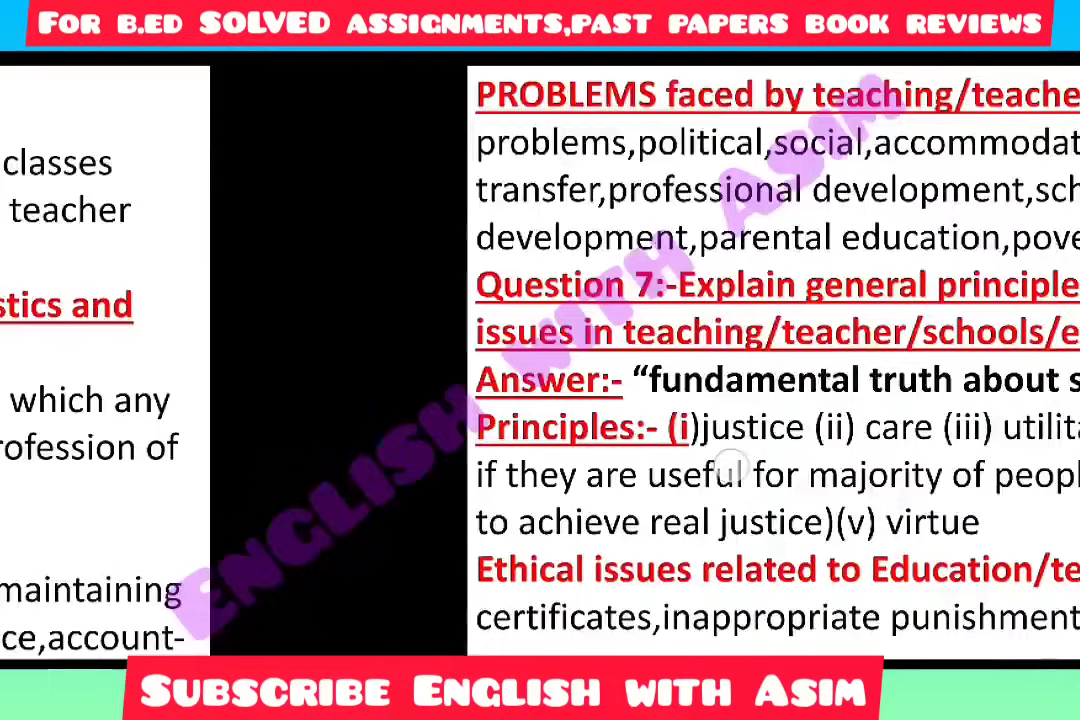 For B.Ed SOLVED ASSIGNMENTS,PAST PAPERS BOOK REVIEWS
classes
teacher
stics and
which any
rofession of
maintaining
ce,account-
PROBLEMS faced by teaching/teache
problems,political,social,accommodat
transfer,professional development,sch
development,parental education,pove
Question 7:-Explain general principle
issues in teaching/teacher/schools/e
Answer:- “fundamental truth about s
Principles:- (i)justice (ii) care (iii) utilita
if they are useful for majority of peopl
to achieve real justice)(v) virtue
Ethical issues related to Education/te
certificates,inappropriate punishment
ENGLISH WITH ASIM
Subscribe English with Asim